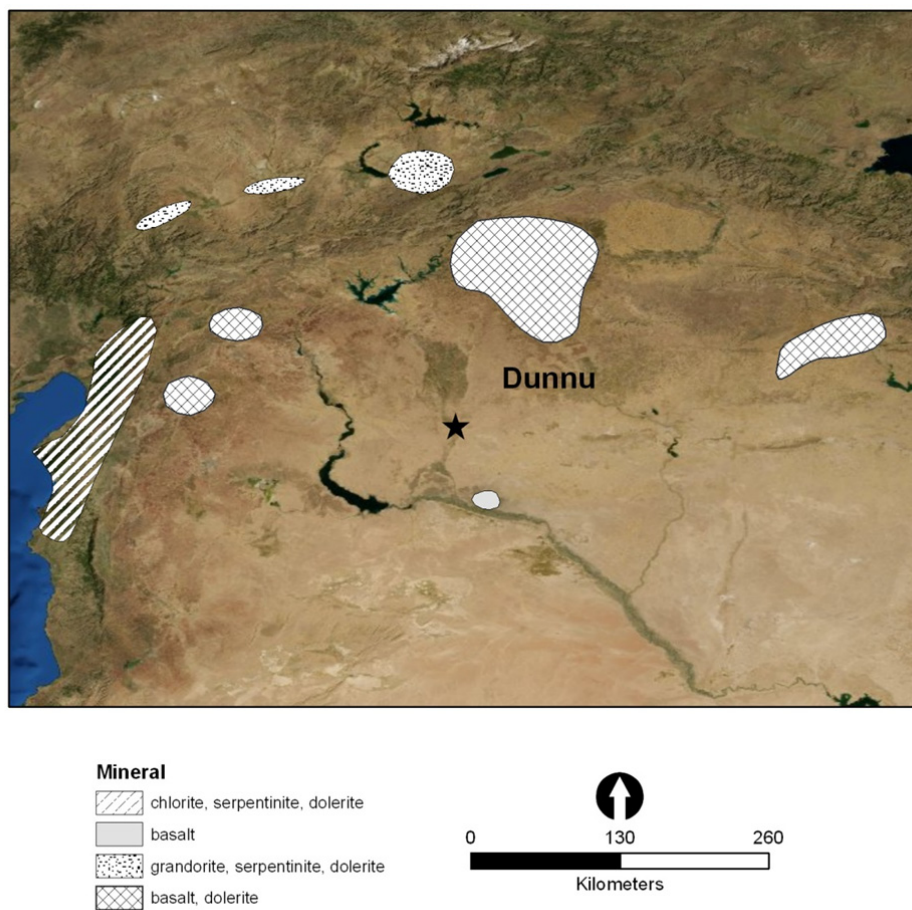 Dunnu
Mineral
chlorite, serpentinite, dolerite
basalt
grandorite, serpentinite, dolerite
basalt, dolerite
0 130 260
Kilometers